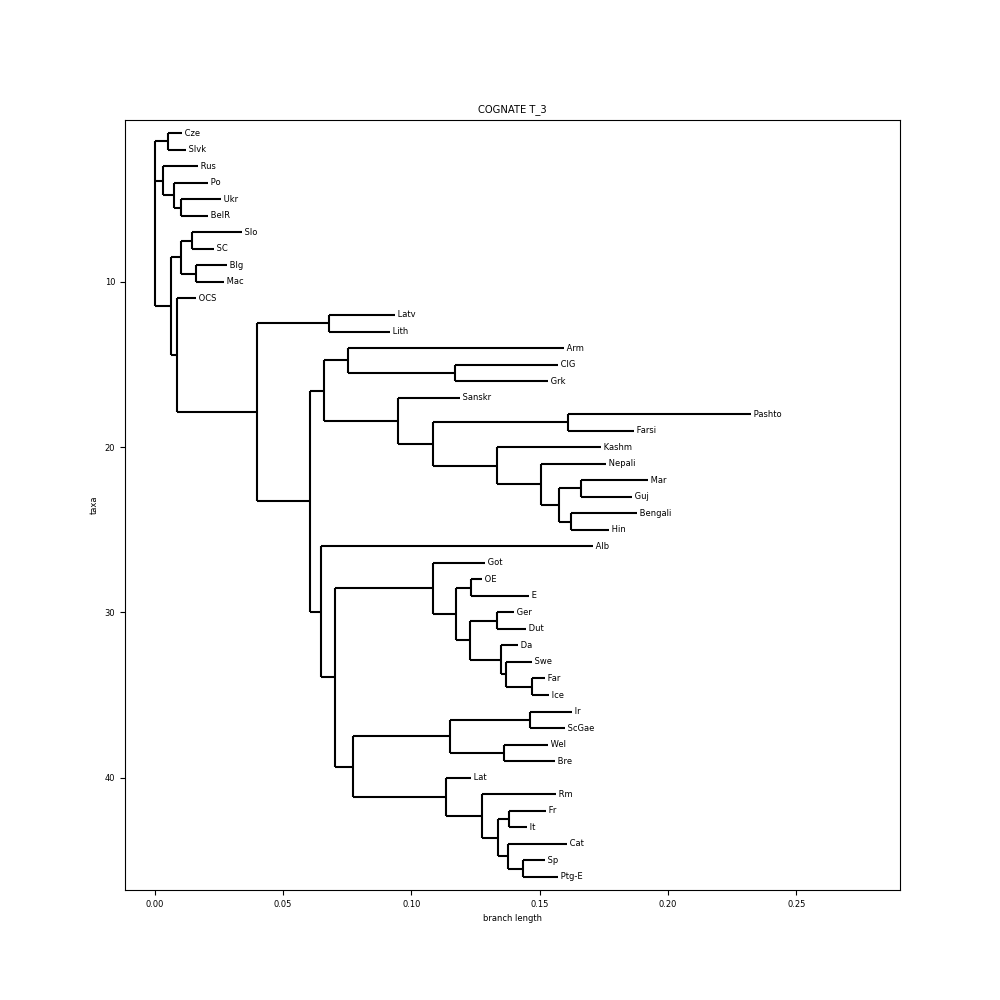 COGNATE T_3
Cze
Slvk
Rus
Po
Ukr
BelR
Slo
SC
Blg
10
Mac
OCS
Latv
Lith
Arm
ClG
Grk
Sanskr
Pashto
Farsi
20
Kashm
Nepali
Mar
Guj
Bengali
taxa
Hin
Alb
Got
OE
E
30
Ger
Dut
Da
Swe
Far
Ice
Ir
ScGae
Wel
Bre
40
Lat
Rm
Fr
It
Cat
Sp
Ptg-E
0.00 0.05 0.10 0.15 0.20 0.25
branch length